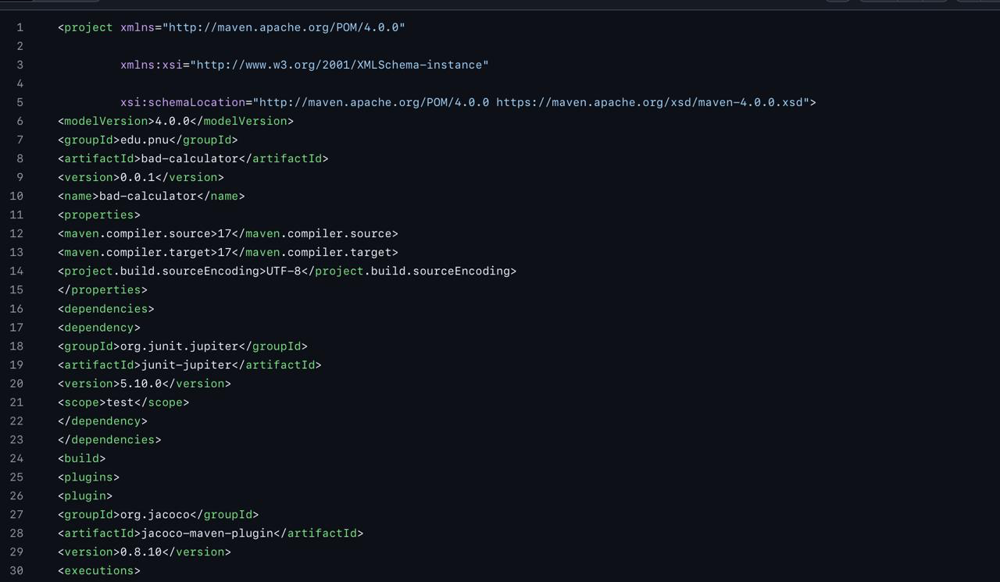 1 <project xmlns="http://maven.apache.org/POM/4.0.0"
2
3 xmlns:xsi="http://www.w3.org/2001/XMLSchema-instance"
4
5 xsi:schemaLocation="http://maven.apache.org/POM/4.0.0 https://maven.apache.org/xsd/maven-4.0.0.xsd">
6 <modelVersion>4.0.0</modelVersion>
7 <groupId>edu.pnu</groupId>
8 <artifactId>bad-calculator</artifactId>
9 <version>0.0.1</version>
10 <name>bad-calculator</name>
11 <properties>
12 <maven.compiler.source>17</maven.compiler.source>
13 <maven.compiler.target>17</maven.compiler.target>
14 <project.build.sourceEncoding>UTF-8</project.build.sourceEncoding>
15 </properties>
16 <dependencies>
17 <dependency>
18 <groupId>org.junit.jupiter</groupId>
19 <artifactId>junit-jupiter</artifactId>
20 <version>5.10.0</version>
21 <scope>test</scope>
22 </dependency>
23 </dependencies>
24 <build>
25 <plugins>
26 <plugin>
27 <groupId>org.jacoco</groupId>
28 <artifactId>jacoco-maven-plugin</artifactId>
29 <version>0.8.10</version>
30 <executions>